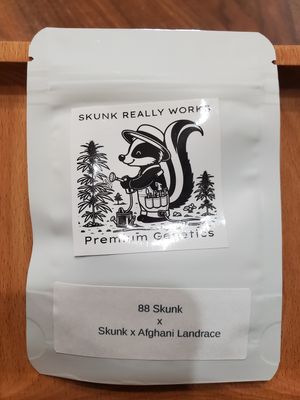 SKUNK REALLY WORKS
Premium Genetics
88 Skunk
x
Skunk x Afghani Landrace